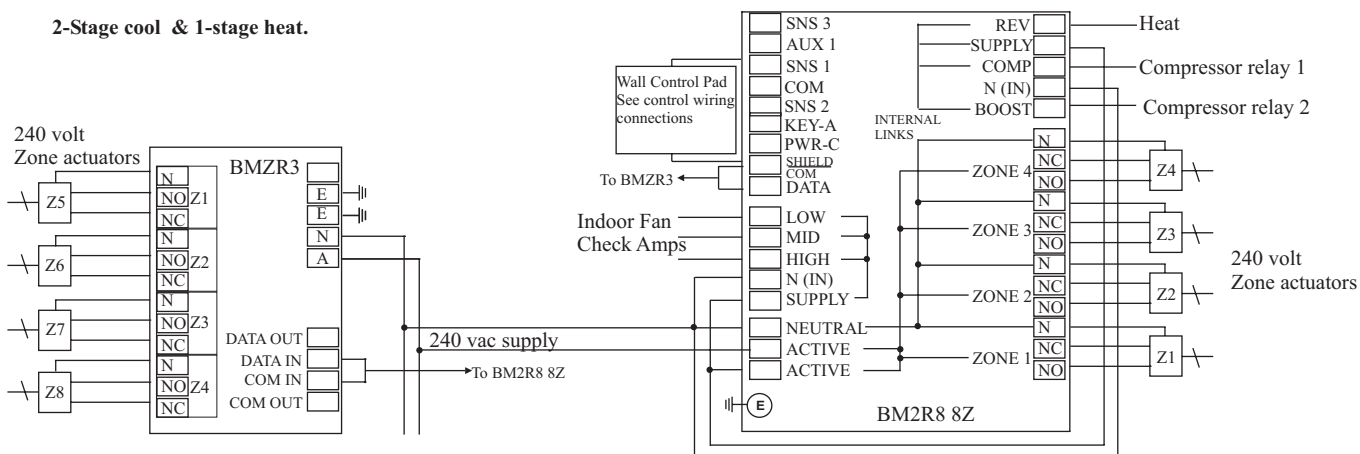 2-Stage cool & 1-stage heat.
240 volt
Zone actuators
BMZR3
N
NO
NC
Z1
N
NO
NC
Z2
N
NO
NC
Z3
N
NO
NC
Z4
Z5
Z6
Z7
Z8
E
E
N
A
DATA OUT
DATA IN
COM IN
COM OUT
240 vac supply
To BM2R8 8Z
Wall Control Pad
See control wiring
connections
To BMZR3
Indoor Fan
Check Amps
SNS 3
AUX 1
SNS 1
COM
SNS 2
KEY-A
PWR-C
SHIELD
COM
DATA
LOW
MID
HIGH
N (IN)
SUPPLY
NEUTRAL
ACTIVE
ACTIVE
E
BM2R8 8Z
INTERNAL
LINKS
REV
SUPPLY
COMP
N (IN)
BOOST
Heat
Compressor relay 1
Compressor relay 2
ZONE 4
N
NC
NO
Z4
ZONE 3
N
NC
NO
Z3
ZONE 2
N
NC
NO
Z2
ZONE 1
N
NC
NO
Z1
240 volt
Zone actuators